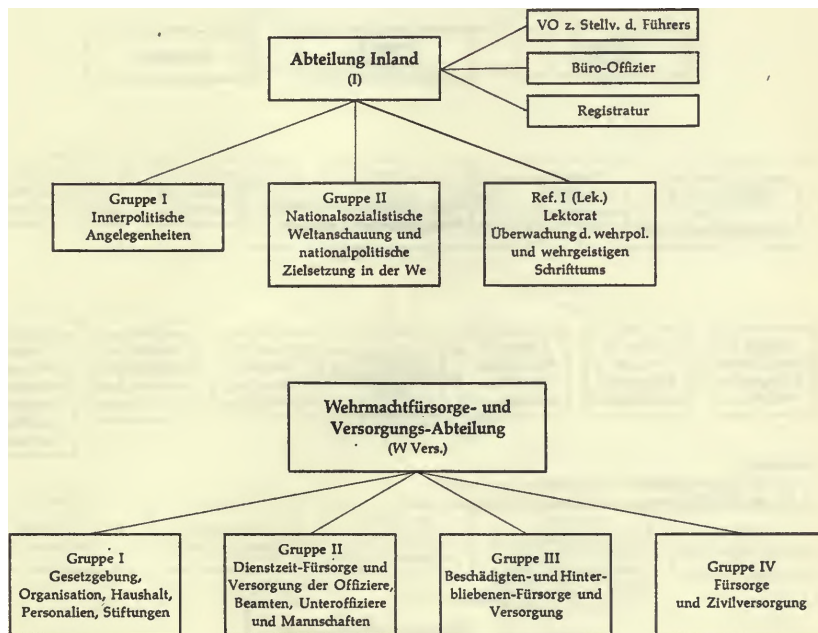 VO z. Stellv. d. Führers
Abteilung Inland
(I)
Büro-Offizier
Registratur
Gruppe I
Innerpolitische
Angelegenheiten
Gruppe II
Nationalsozialistische
Weltanschauung und
nationalpolitische
Zielsetzung in der We
Ref. I (Lek.)
Lektorat
Überwachung d. wehrpol.
und wehrgeistigen
Schrifttums
Wehrmachtfürsorge- und
Versorgungs-Abteilung
(W Vers.)
Gruppe I
Gesetzgebung,
Organisation, Haushalt,
Personalien, Stiftungen
Gruppe II
Dienstzeit-Fürsorge und
Versorgung der Offiziere,
Beamten, Unteroffiziere
und Mannschaften
Gruppe III
Beschädigten- und Hinter-
bliebenen-Fürsorge und
Versorgung
Gruppe IV
Fürsorge
und Zivilversorgung